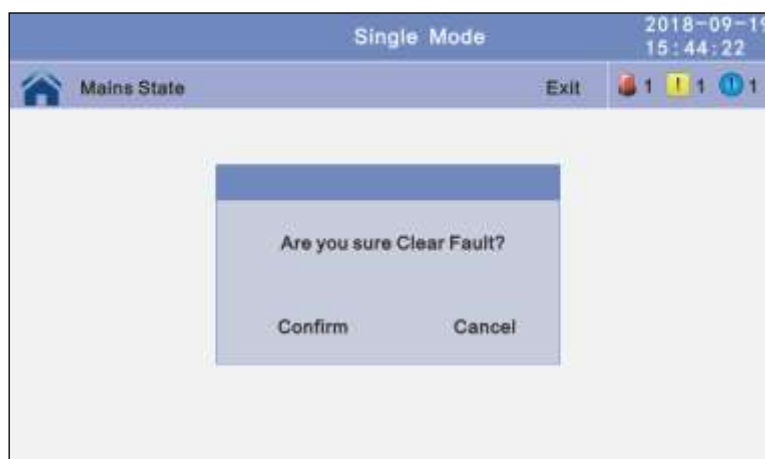 Single Mode
2018-09-19
15:44:22
Mains State Exit 1 ! 1 ! 1
Are you sure Clear Fault?
Confirm Cancel